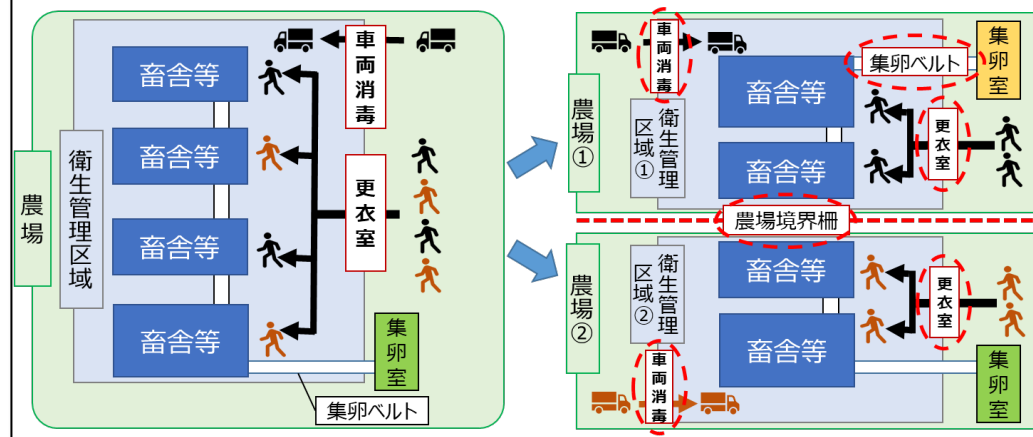 農場
衛生管理区域
畜舎等
畜舎等
畜舎等
畜舎等
車両消毒
更衣室
集卵室
集卵ベルト
農場①
衛生管理
区域①
車両消毒
畜舎等
畜舎等
集卵ベルト
集卵室
更衣室
農場境界柵
農場②
衛生管理
区域②
畜舎等
畜舎等
更衣室
集卵室
車両消毒